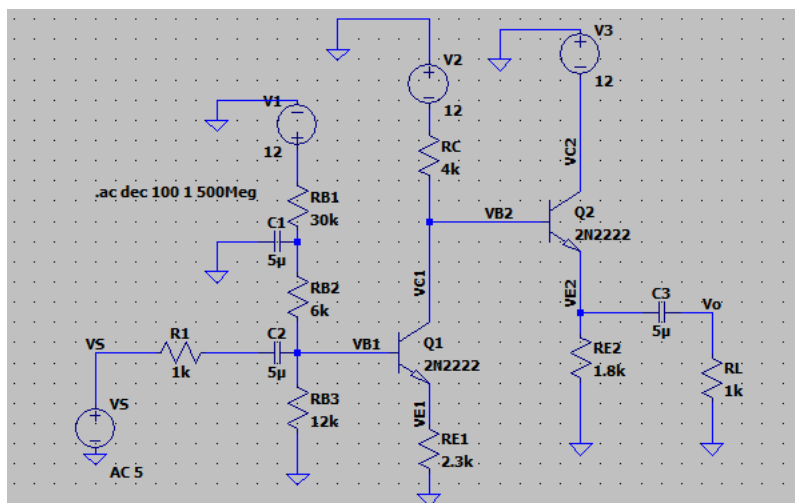 V3
12
V2
12
V1
12
RC
4k
VC2
.ac dec 100 1 500Meg
RB1
30k
C1
5µ
VB2
Q2
2N2222
RB2
6k
VC1
VE2
C3
5µ
Vo
VS
R1
1k
C2
5µ
VB1
Q1
2N2222
RE2
1.8k
RL
1k
VS
RB3
12k
VE1
RE1
2.3k
AC 5